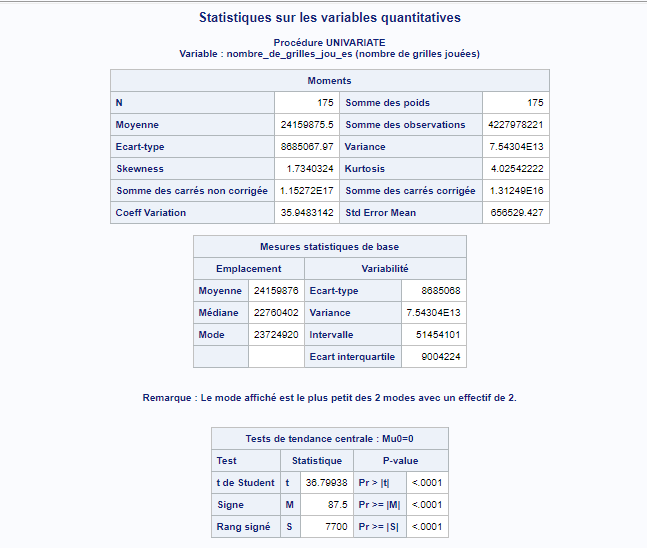 Statistiques sur les variables quantitatives
Procédure UNIVARIATE
Variable : nombre_de_grilles_jou_es (nombre de grilles jouées)
Moments
N 175 Somme des poids 175
Moyenne 24159875.5 Somme des observations 4227978221
Ecart-type 8685067.97 Variance 7.54304E13
Skewness 1.7340324 Kurtosis 4.02542222
Somme des carrés non corrigée 1.15272E17 Somme des carrés corrigée 1.31249E16
Coeff Variation 35.9483142 Std Error Mean 656529.427
Mesures statistiques de base
Emplacement Variabilité
Moyenne 24159876 Ecart-type 8685068
Médiane 22760402 Variance 7.54304E13
Mode 23724920 Intervalle 51454101
Ecart interquartile 9004224
Remarque : Le mode affiché est le plus petit des 2 modes avec un effectif de 2.
Tests de tendance centrale : Mu0=0
Test Statistique P-value
t de Student t 36.79938 Pr > |t| <.0001
Signe M 87.5 Pr >= |M| <.0001
Rang signé S 7700 Pr >= |S| <.0001